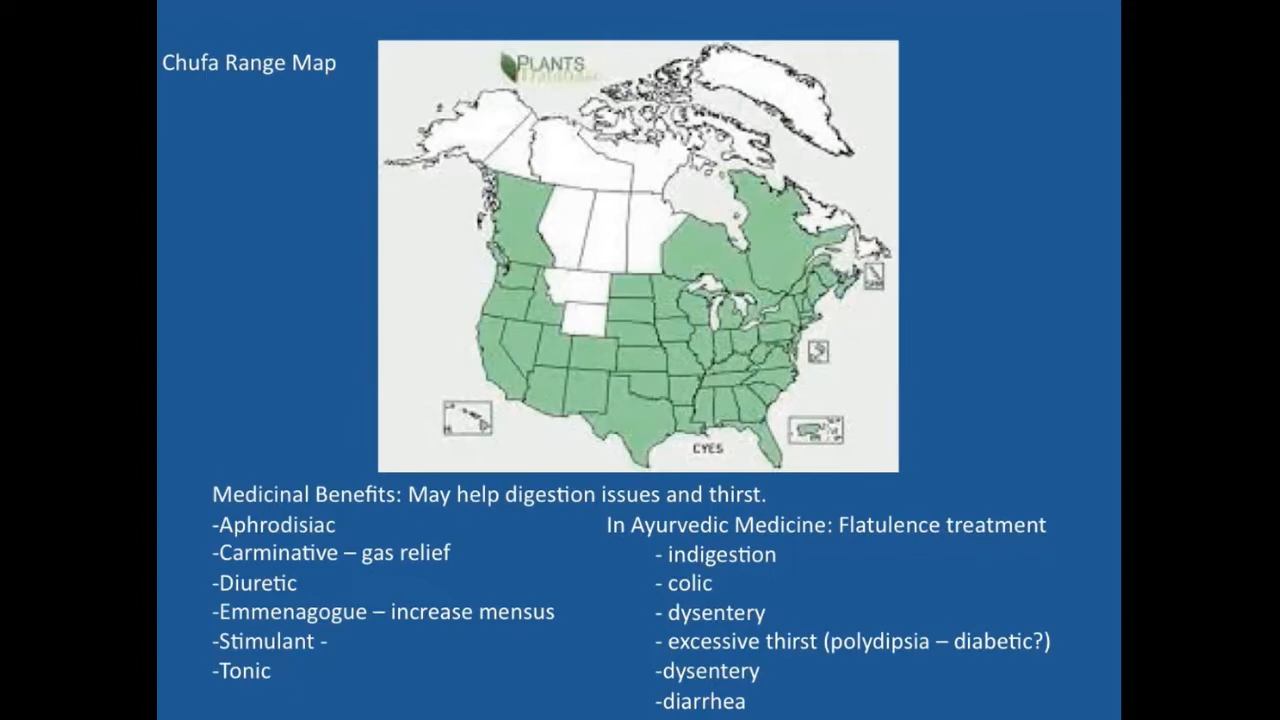 Chufa Range Map
PLANTS
CYES
Medicinal Benefits: May help digestion issues and thirst.
-Aphrodisiac
-Carminative – gas relief
-Diuretic
-Emmenagogue – increase mensus
-Stimulant -
-Tonic
In Ayurvedic Medicine: Flatulence treatment
- indigestion
- colic
- dysentery
- excessive thirst (polydipsia – diabetic?)
-dysentery
-diarrhea